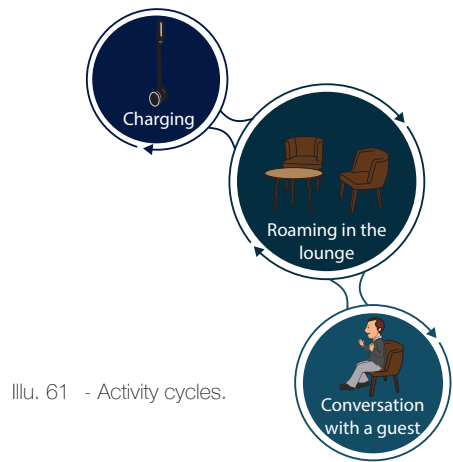 Charging
Roaming in the
lounge
Conversation
with a guest
Illu. 61 - Activity cycles.